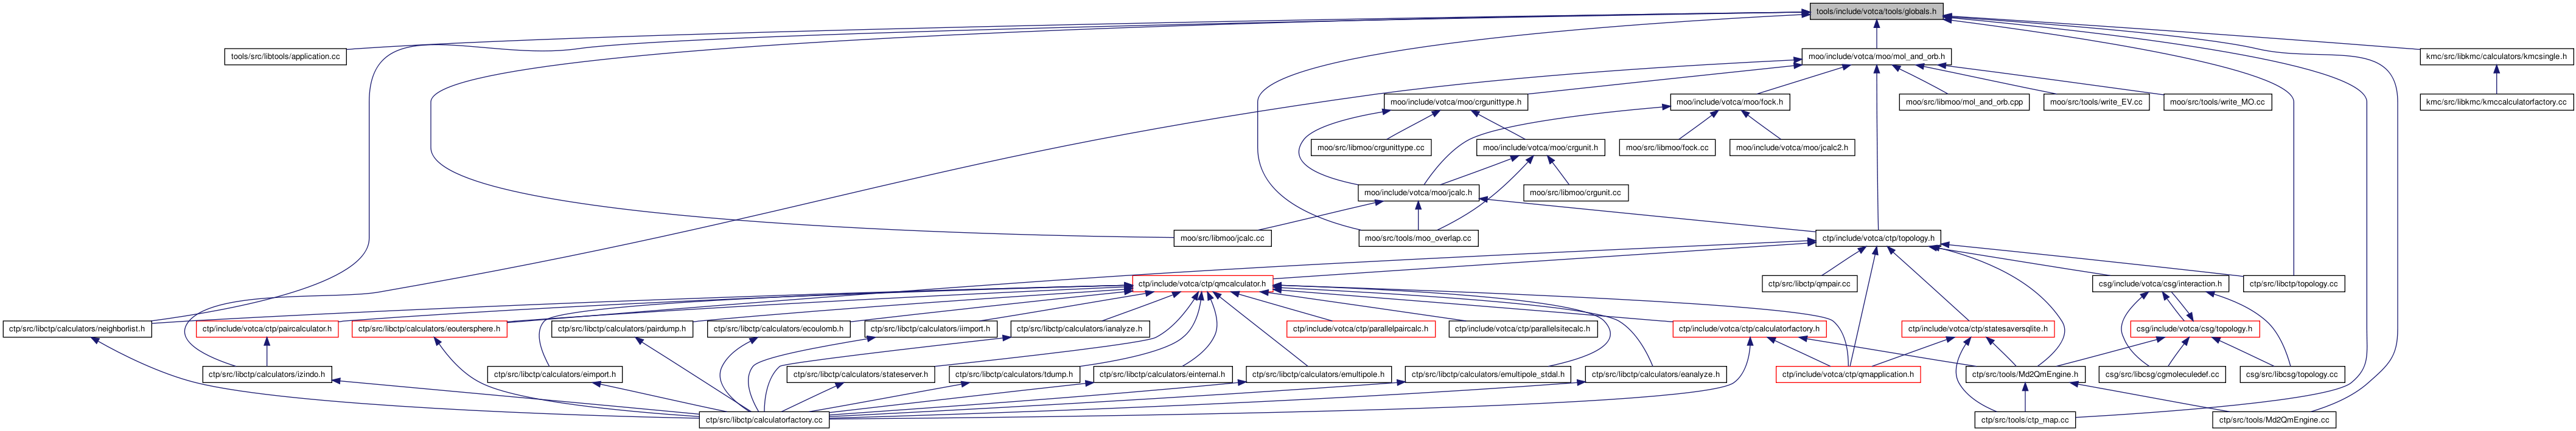 tools/include/votca/tools/globals.h
tools/src/libtools/application.cc
moo/include/votca/moo/mol_and_orb.h
kmc/src/libkmc/calculators/kmcsingle.h
moo/include/votca/moo/crgunittype.h
moo/include/votca/moo/fock.h
moo/src/libmoo/mol_and_orb.cpp
moo/src/tools/write_EV.cc
moo/src/tools/write_MO.cc
kmc/src/libkmc/kmccalculatorfactory.cc
moo/src/libmoo/crgunittype.cc
moo/include/votca/moo/crgunit.h
moo/src/libmoo/fock.cc
moo/include/votca/moo/jcalc2.h
moo/include/votca/moo/jcalc.h
moo/src/libmoo/crgunit.cc
moo/src/libmoo/jcalc.cc
moo/src/tools/moo_overlap.cc
ctp/include/votca/ctp/topology.h
ctp/include/votca/ctp/qmcalculator.h
ctp/src/libctp/qmpair.cc
csg/include/votca/csg/interaction.h
ctp/src/libctp/topology.cc
ctp/src/libctp/calculators/neighborlist.h
ctp/include/votca/ctp/paircalculator.h
ctp/src/libctp/calculators/eoutersphere.h
ctp/src/libctp/calculators/pairdump.h
ctp/src/libctp/calculators/ecoulomb.h
ctp/src/libctp/calculators/iimport.h
ctp/src/libctp/calculators/ianalyze.h
ctp/include/votca/ctp/parallelpaircalc.h
ctp/include/votca/ctp/parallelsitecalc.h
ctp/include/votca/ctp/calculatorfactory.h
ctp/include/votca/ctp/statesaversqlite.h
csg/include/votca/csg/topology.h
ctp/src/libctp/calculators/izindo.h
ctp/src/libctp/calculators/eimport.h
ctp/src/libctp/calculators/stateserver.h
ctp/src/libctp/calculators/tdump.h
ctp/src/libctp/calculators/einternal.h
ctp/src/libctp/calculators/emultipole.h
ctp/src/libctp/calculators/emultipole_stdal.h
ctp/src/libctp/calculators/eanalyze.h
ctp/include/votca/ctp/qmapplication.h
ctp/src/tools/Md2QmEngine.h
csg/src/libcsg/cgmoleculedef.cc
csg/src/libcsg/topology.cc
ctp/src/libctp/calculatorfactory.cc
ctp/src/tools/ctp_map.cc
ctp/src/tools/Md2QmEngine.cc